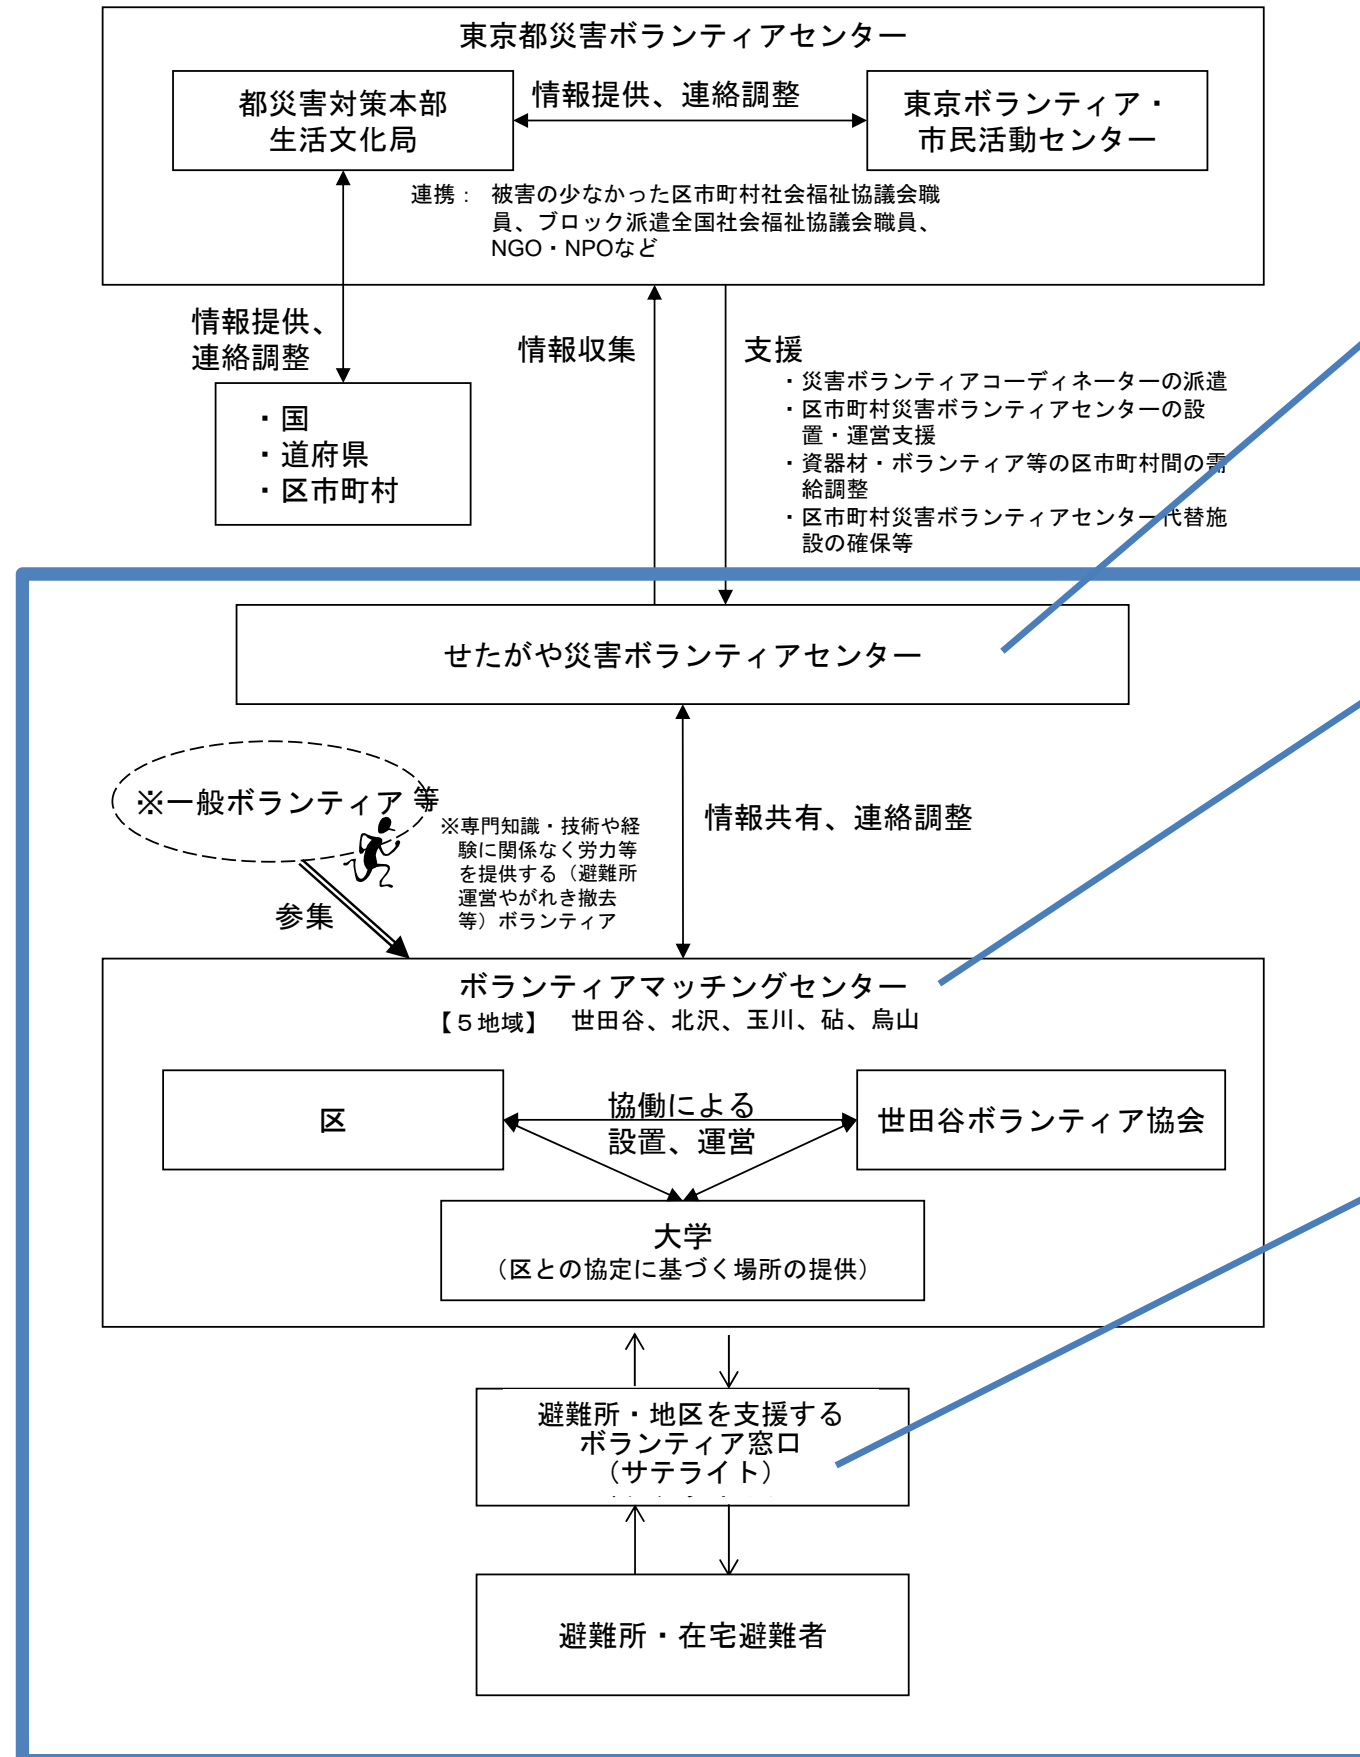 東京都災害ボランティアセンター
都災害対策本部
生活文化局
情報提供、連絡調整
東京ボランティア・
市民活動センター
連携： 被害の少なかった区市町村社会福祉協議会職
員、ブロック派遣全国社会福祉協議会職員、
NGO・NPOなど
情報提供、
連絡調整
・国
・道府県
・区市町村
情報収集
支援
・災害ボランティアコーディネーターの派遣
・区市町村災害ボランティアセンターの設
置・運営支援
・資器材・ボランティア等の区市町村間の需
給調整
・区市町村災害ボランティアセンター代替施
設の確保等
せたがや災害ボランティアセンター
※一般ボランティア等
※専門知識・技術や経
験に関係なく労力等
を提供する（避難所
運営やがれき撤去
等）ボランティア
参集
情報共有、連絡調整
ボランティアマッチングセンター
【５地域】 世田谷、北沢、玉川、砧、烏山
区
協働による
設置、運営
世田谷ボランティア協会
大学
（区との協定に基づく場所の提供）
避難所・地区を支援する
ボランティア窓口
（サテライト）
避難所・在宅避難者